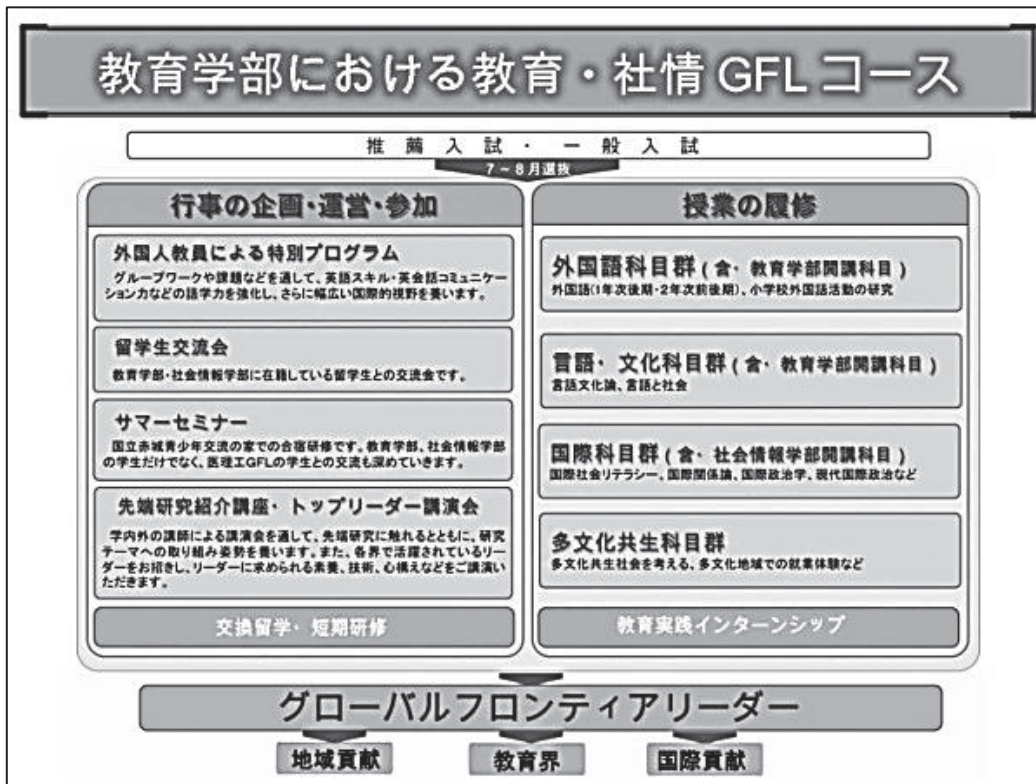 教育学部における教育・社情 GFL コース
推薦入試・一般入試
7～8月選抜
行事の企画・運営・参加
外国人教員による特別プログラム
グループワークや課題などを通して、英語スキル・英会話コミュニケー
ション力などの語学力を強化し、さらに幅広い国際的視野を養います。
留学生交流会
教育学部・社会情報学部に在籍している留学生との交流会です。
サマーセミナー
国立赤城青少年交流の家での合宿研修です。教育学部、社会情報学部
の学生だけでなく、医理工GFLの学生との交流も深めていきます。
先端研究紹介講座・トップリーダー講演会
学内外の講師による講演会を通して、先端研究に触れるとともに、研究
テーマへの取り組み姿勢を養います。また、各界で活躍されているリー
ダーをお招きし、リーダーに求められる素養、技術、心構えなどをご講演い
ただきます。
交換留学・短期研修
授業の履修
外国語科目群(含・教育学部開講科目)
外国語(1年次後期・2年次前後期)、小学校外国語活動の研究
言語・文化科目群(含・教育学部開講科目)
言語文化論、言語と社会
国際科目群(含・社会情報学部開講科目)
国際社会リテラシー、国際関係論、国際政治学、現代国際政治など
多文化共生科目群
多文化共生社会を考える、多文化地域での就業体験など
教育実践インターンシップ
グローバルフロンティアリーダー
地域貢献
教育界
国際貢献